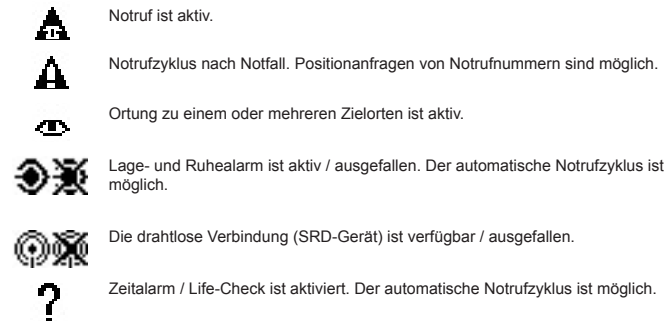 Notruf ist aktiv.
Notrufzyklus nach Notfall. Positionanfragen von Notrufnummern sind möglich.
Ortung zu einem oder mehreren Zielorten ist aktiv.
Lage- und Ruhealarm ist aktiv / ausgefallen. Der automatische Notrufzyklus ist
möglich.
Die drahtlose Verbindung (SRD-Gerät) ist verfügbar / ausgefallen.
?
Zeitalarm / Life-Check ist aktiviert. Der automatische Notrufzyklus ist möglich.